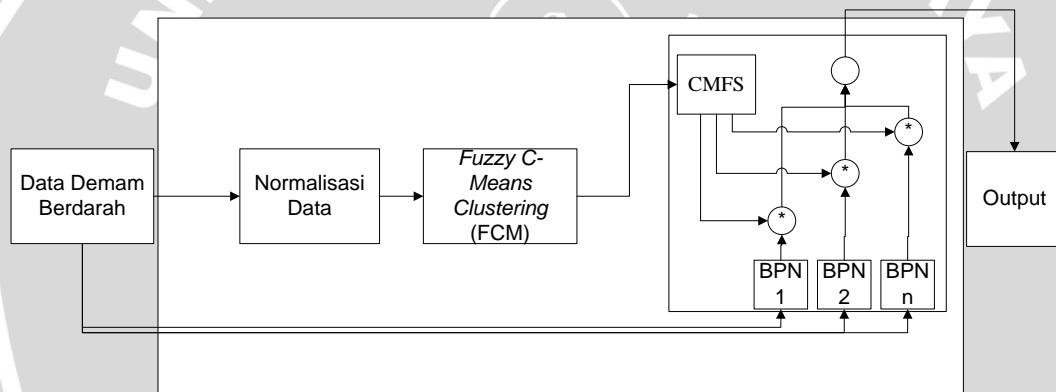 Data Demam
Berdarah
Normalisasi
Data
Fuzzy C-
Means
Clustering
(FCM)
CMFS
*
*
*
BPN
1
BPN
2
BPN
n
Output